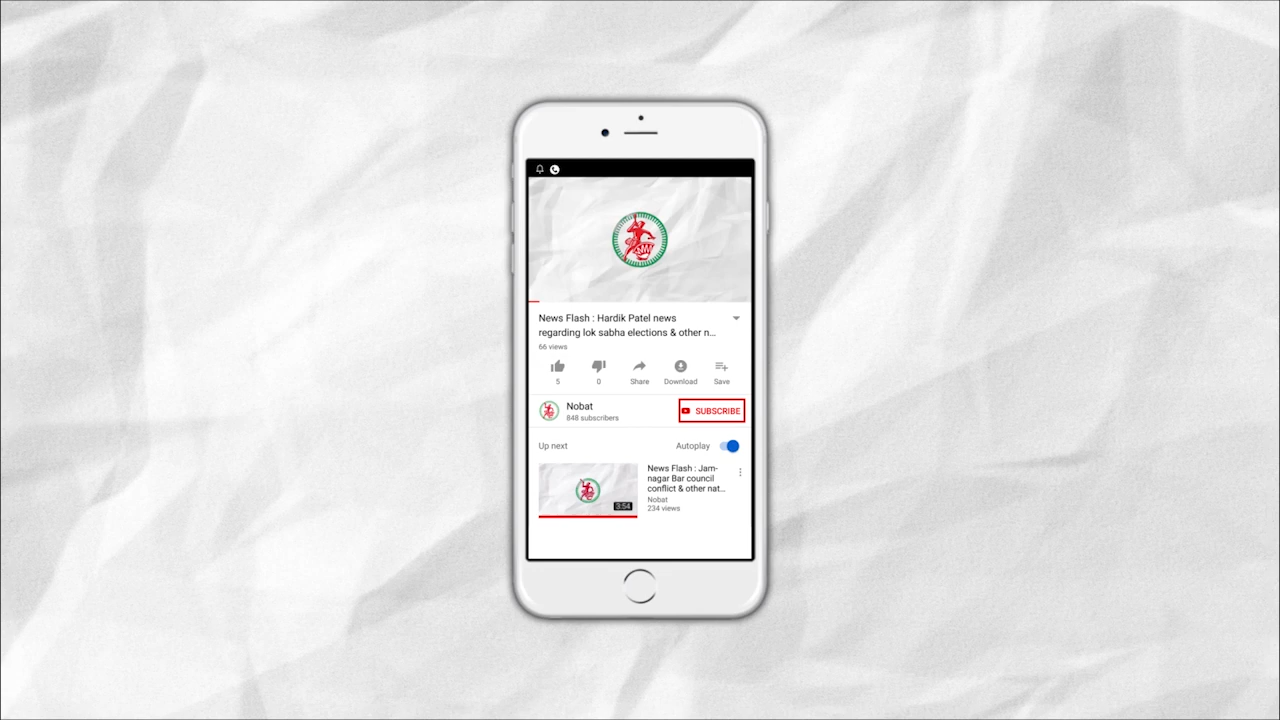 News Flash : Hardik Patel news
regarding lok sabha elections & other n...
66 views
5
0
Share
Download
Save
Nobat
848 subscribers
SUBSCRIBE
Up next
Autoplay
News Flash : Jam-
nagar Bar council
conflict & other nat...
Nobat
234 views
3:54